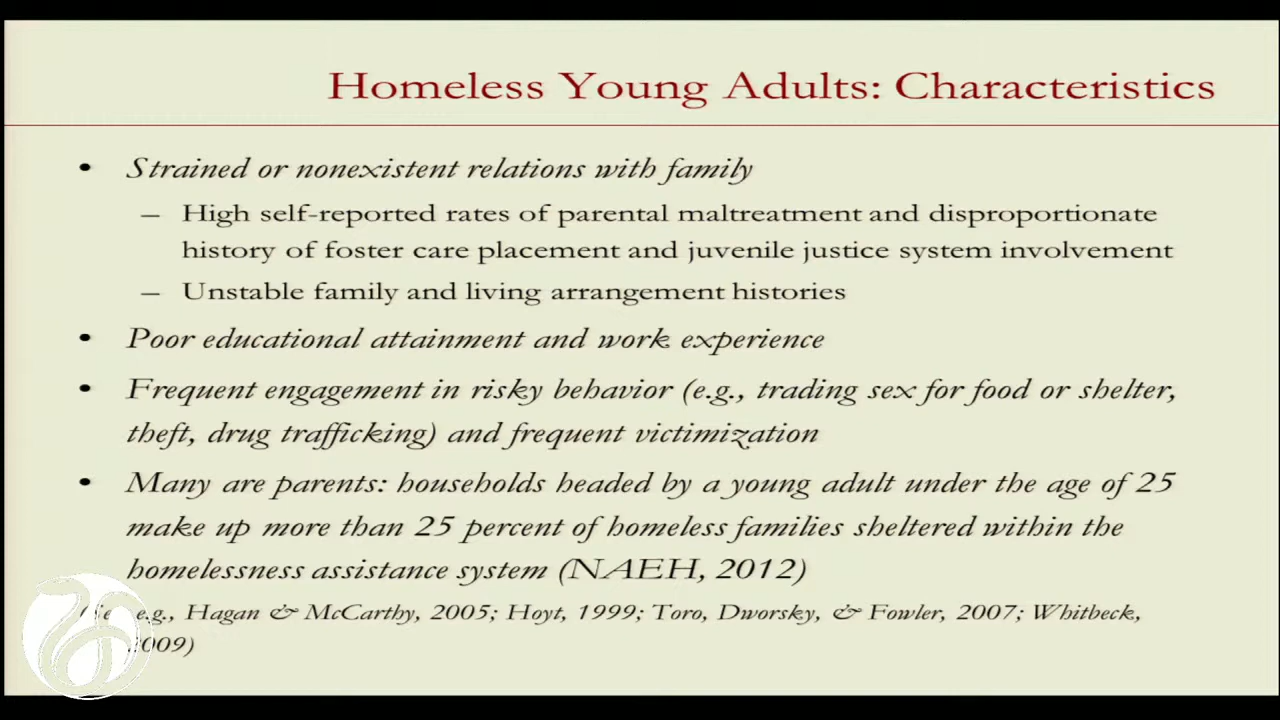 Homeless Young Adults: Characteristics
• Strained or nonexistent relations with family
– High self-reported rates of parental maltreatment and disproportionate
history of foster care placement and juvenile justice system involvement
– Unstable family and living arrangement histories
• Poor educational attainment and work experience
• Frequent engagement in risky behavior (e.g., trading sex for food or shelter,
theft, drug trafficking) and frequent victimization
• Many are parents: households headed by a young adult under the age of 25
make up more than 25 percent of homeless families sheltered within the
homelessness assistance system (NAEH, 2012)
e.g., Hagan & McCarthy, 2005; Hoyt, 1999; Toro, Dworsky, & Fowler, 2007; Whitbeck,
2009)